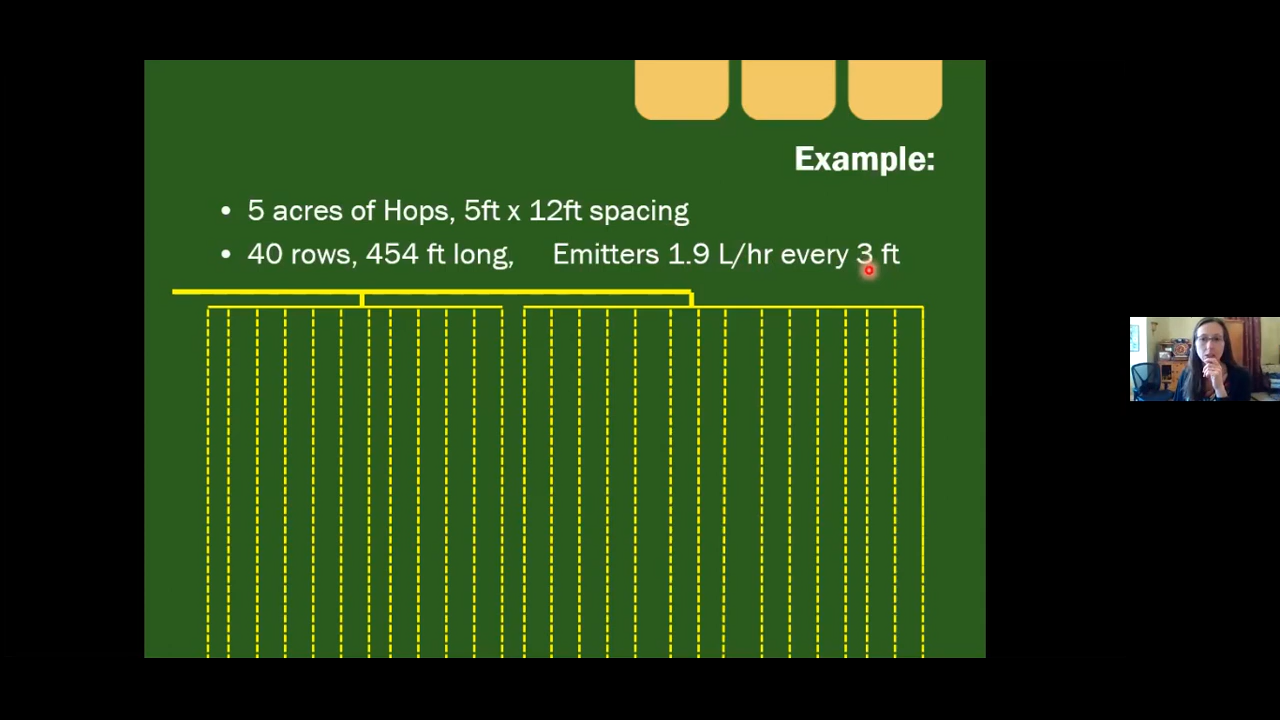 Example:
• 5 acres of Hops, 5ft x 12ft spacing
• 40 rows, 454 ft long, Emitters 1.9 L/hr every 3 ft